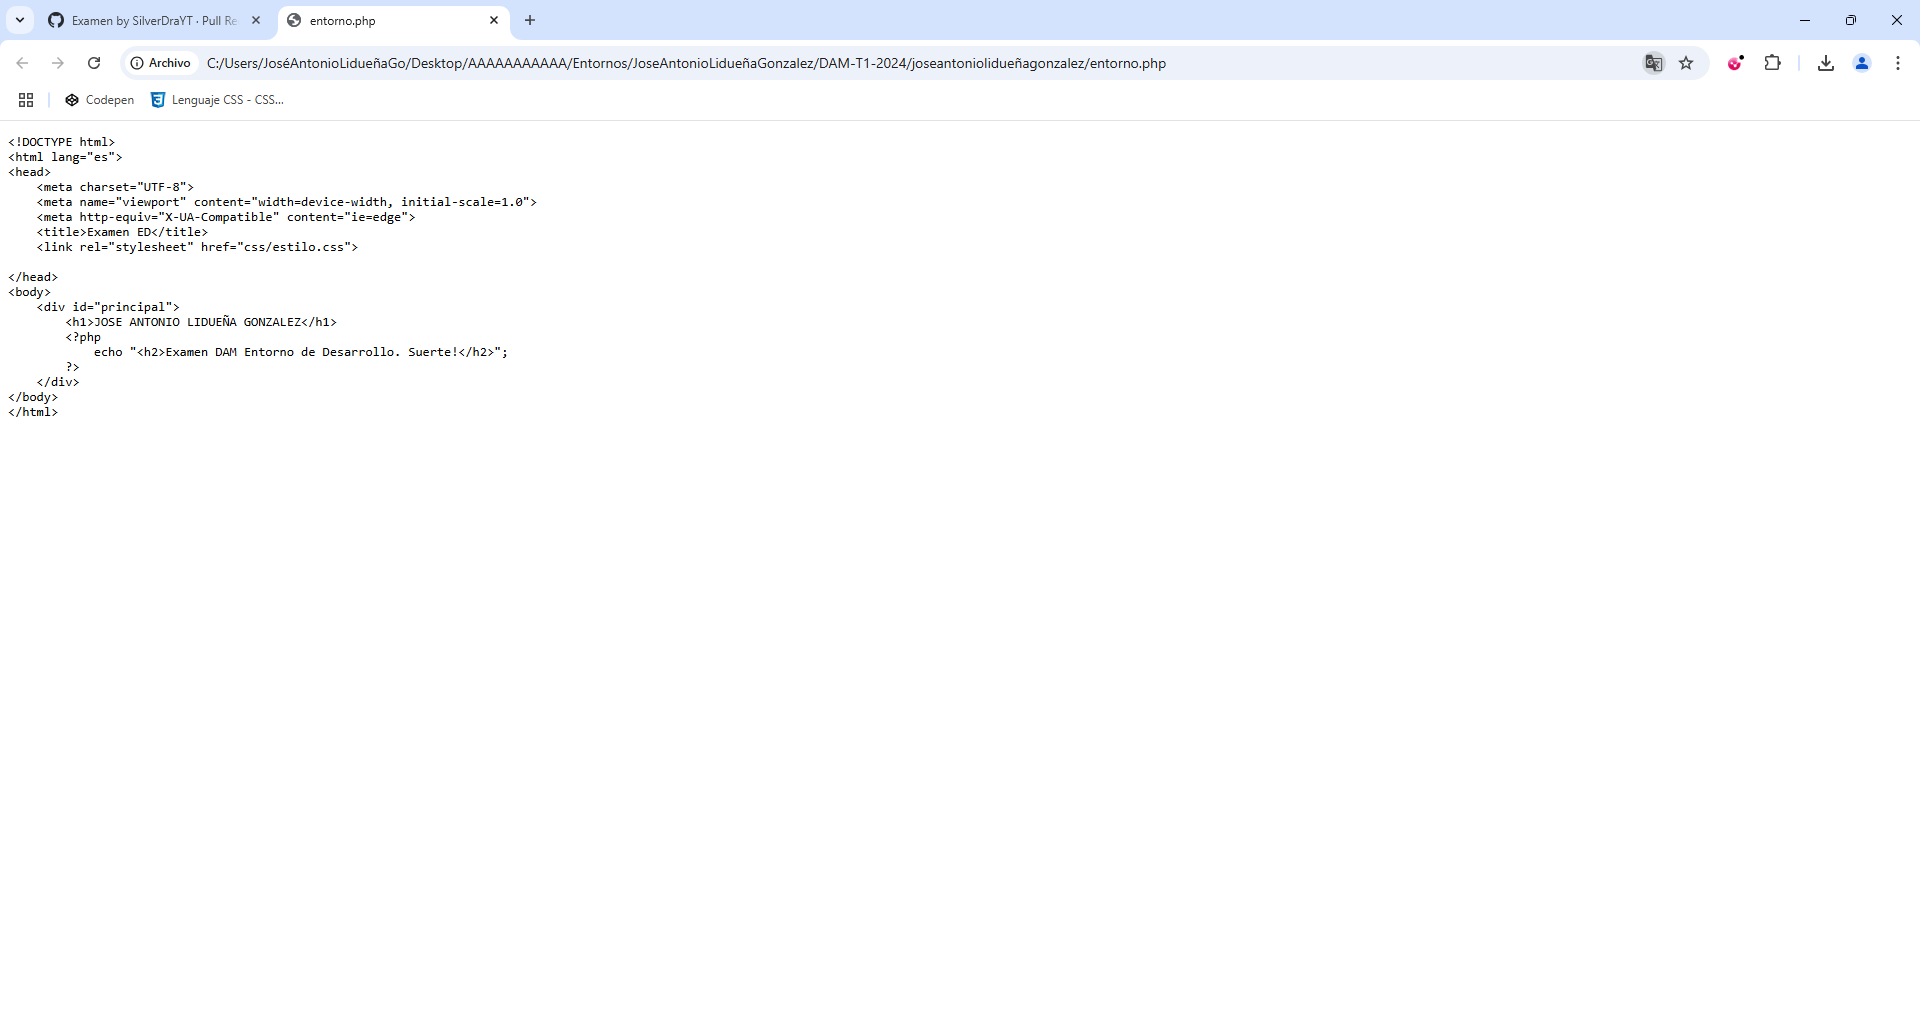 Examen by SilverDraYT · Pull Re
entorno.php
Archivo
C:/Users/JoséAntonioLidueñaGo/Desktop/AAAAAAAAAAA/Entornos/JoseAntonioLidueñaGonzalez/DAM-T1-2024/joseantoniolidueñagonzalez/entorno.php
Codepen
Lenguaje CSS - CSS...
<!DOCTYPE html>
<html lang="es">
<head>
    <meta charset="UTF-8">
    <meta name="viewport" content="width=device-width, initial-scale=1.0">
    <meta http-equiv="X-UA-Compatible" content="ie=edge">
    <title>Examen ED</title>
    <link rel="stylesheet" href="css/estilo.css">

</head>
<body>
    <div id="principal">
        <h1>JOSE ANTONIO LIDUEÑA GONZALEZ</h1>
        <?php
            echo "<h2>Examen DAM Entorno de Desarrollo. Suerte!</h2>";
        ?>
    </div>
</body>
</html>